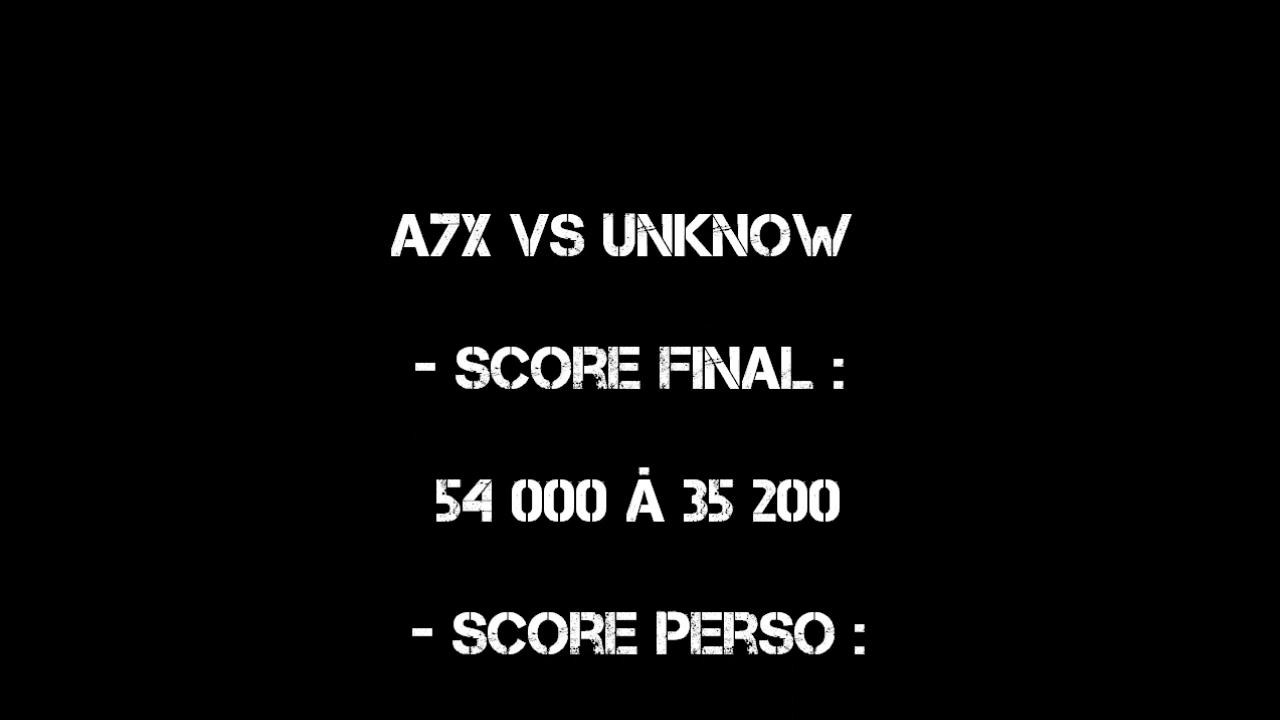 A7X VS UNKNOW
- SCORE FINAL :
54 000 À 35 200
- SCORE PERSO :